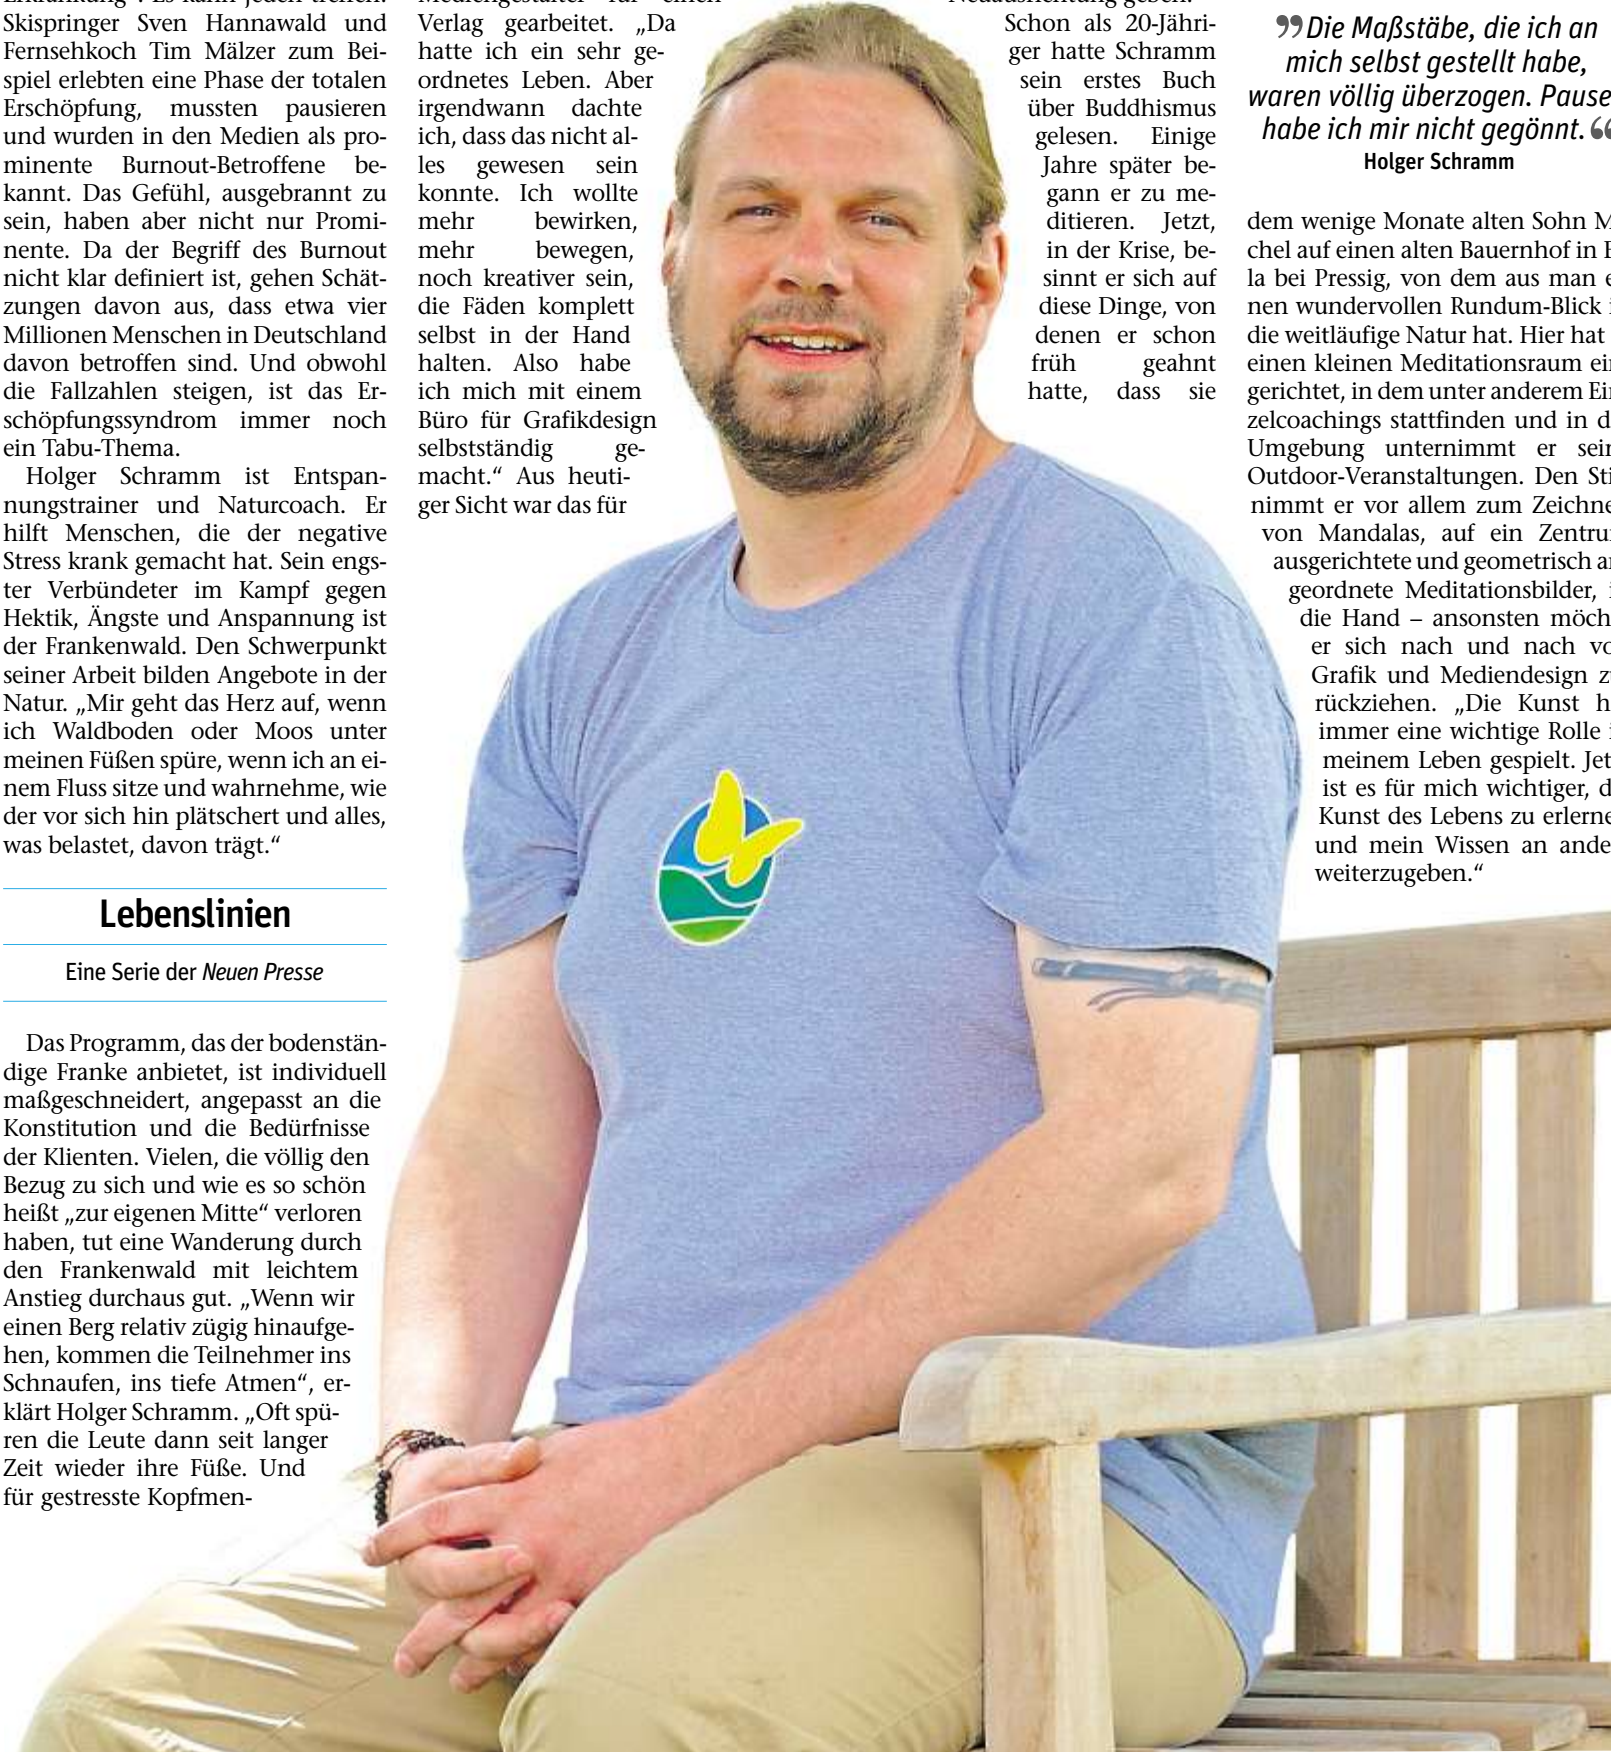 Skispringer Sven Hannawald und
Fernsehkoch Tim Mälzer zum Bei-
spiel erlebten eine Phase der totalen
Erschöpfung, mussten pausieren
und wurden in den Medien als pro-
minente Burnout-Betroffene be-
kannt. Das Gefühl, ausgebrannt zu
sein, haben aber nicht nur Promi-
nente. Da der Begriff des Burnout
nicht klar definiert ist, gehen Schät-
zungen davon aus, dass etwa vier
Millionen Menschen in Deutschland
davon betroffen sind. Und obwohl
die Fallzahlen steigen, ist das Er-
schöpfungssyndrom immer noch
ein Tabu-Thema.
Holger Schramm ist Entspan-
nungstrainer und Naturcoach. Er
hilft Menschen, die der negative
Stress krank gemacht hat. Sein engs-
ter Verbündeter im Kampf gegen
Hektik, Ängste und Anspannung ist
der Frankenwald. Den Schwerpunkt
seiner Arbeit bilden Angebote in der
Natur. „Mir geht das Herz auf, wenn
ich Waldboden oder Moos unter
meinen Füßen spüre, wenn ich an ei-
nem Fluss sitze und wahrnehme, wie
der vor sich hin plätschert und alles,
was belastet, davon trägt.“
Lebenslinien
Eine Serie der Neuen Presse
Das Programm, das der bodenstän-
dige Franke anbietet, ist individuell
maßgeschneidert, angepasst an die
Konstitution und die Bedürfnisse
der Klienten. Vielen, die völlig den
Bezug zu sich und wie es so schön
heißt „zur eigenen Mitte“ verloren
haben, tut eine Wanderung durch
den Frankenwald mit leichtem
Anstieg durchaus gut. „Wenn wir
einen Berg relativ zügig hinaufge-
hen, kommen die Teilnehmer ins
Schnaufen, ins tiefe Atmen“, er-
klärt Holger Schramm. „Oft spü-
ren die Leute dann seit langer
Zeit wieder ihre Füße. Und
für gestresste Kopfmen-
Verlag gearbeitet. „Da
hatte ich ein sehr ge-
ordnetes Leben. Aber
irgendwann dachte
ich, dass das nicht al-
les gewesen sein
konnte. Ich wollte
mehr bewirken,
mehr bewegen,
noch kreativer sein,
die Fäden komplett
selbst in der Hand
halten. Also habe
ich mich mit einem
Büro für Grafikdesign
selbstständig ge-
macht.“ Aus heuti-
ger Sicht war das für
Schon als 20-Jähri-
ger hatte Schramm
sein erstes Buch
über Buddhismus
gelesen. Einige
Jahre später be-
gann er zu me-
ditieren. Jetzt,
in der Krise, be-
sinnt er sich auf
diese Dinge, von
denen er schon
früh geahnt
hatte, dass sie
”Die Maßstäbe, die ich an
mich selbst gestellt habe,
waren völlig überzogen. Pause
habe ich mir nicht gegönnt.“
Holger Schramm
dem wenige Monate alten Sohn M
chel auf einen alten Bauernhof in
la bei Pressig, von dem aus man e
nen wundervollen Rundum-Blick i
die weitläufige Natur hat. Hier hat
einen kleinen Meditationsraum ein
gerichtet, in dem unter anderem Ein
zelcoachings stattfinden und in d
Umgebung unternimmt er sein
Outdoor-Veranstaltungen. Den Sti
nimmt er vor allem zum Zeichne
von Mandalas, auf ein Zentru
ausgerichtete und geometrisch an
geordnete Meditationsbilder, i
die Hand – ansonsten möch
er sich nach und nach vo
Grafik und Mediendesign zu
rückziehen. „Die Kunst h
immer eine wichtige Rolle i
meinem Leben gespielt. Jet
ist es für mich wichtiger, d
Kunst des Lebens zu erlerne
und mein Wissen an ande
weiterzugeben.“